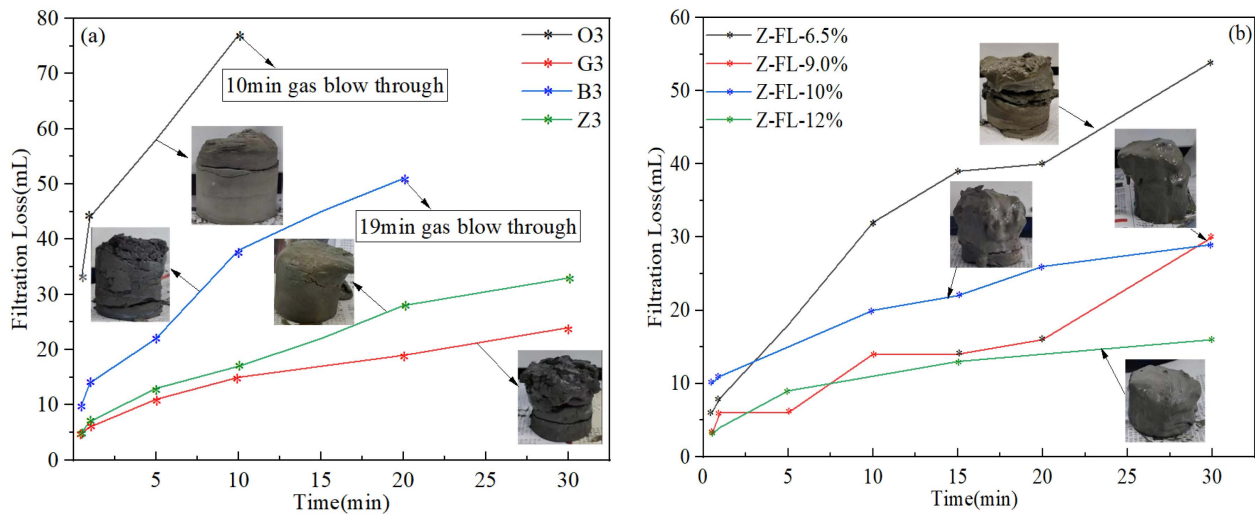 (a)
O3
G3
B3
Z3
10min gas blow through
19min gas blow through
Filtration Loss(mL)
80
70
60
50
40
30
20
10
0
5
10
15
20
25
30
Time(min)
(b)
Z-FL-6.5%
Z-FL-9.0%
Z-FL-10%
Z-FL-12%
Filtration Loss(mL)
60
50
40
30
20
10
0
0
5
10
15
20
30
Time(min)